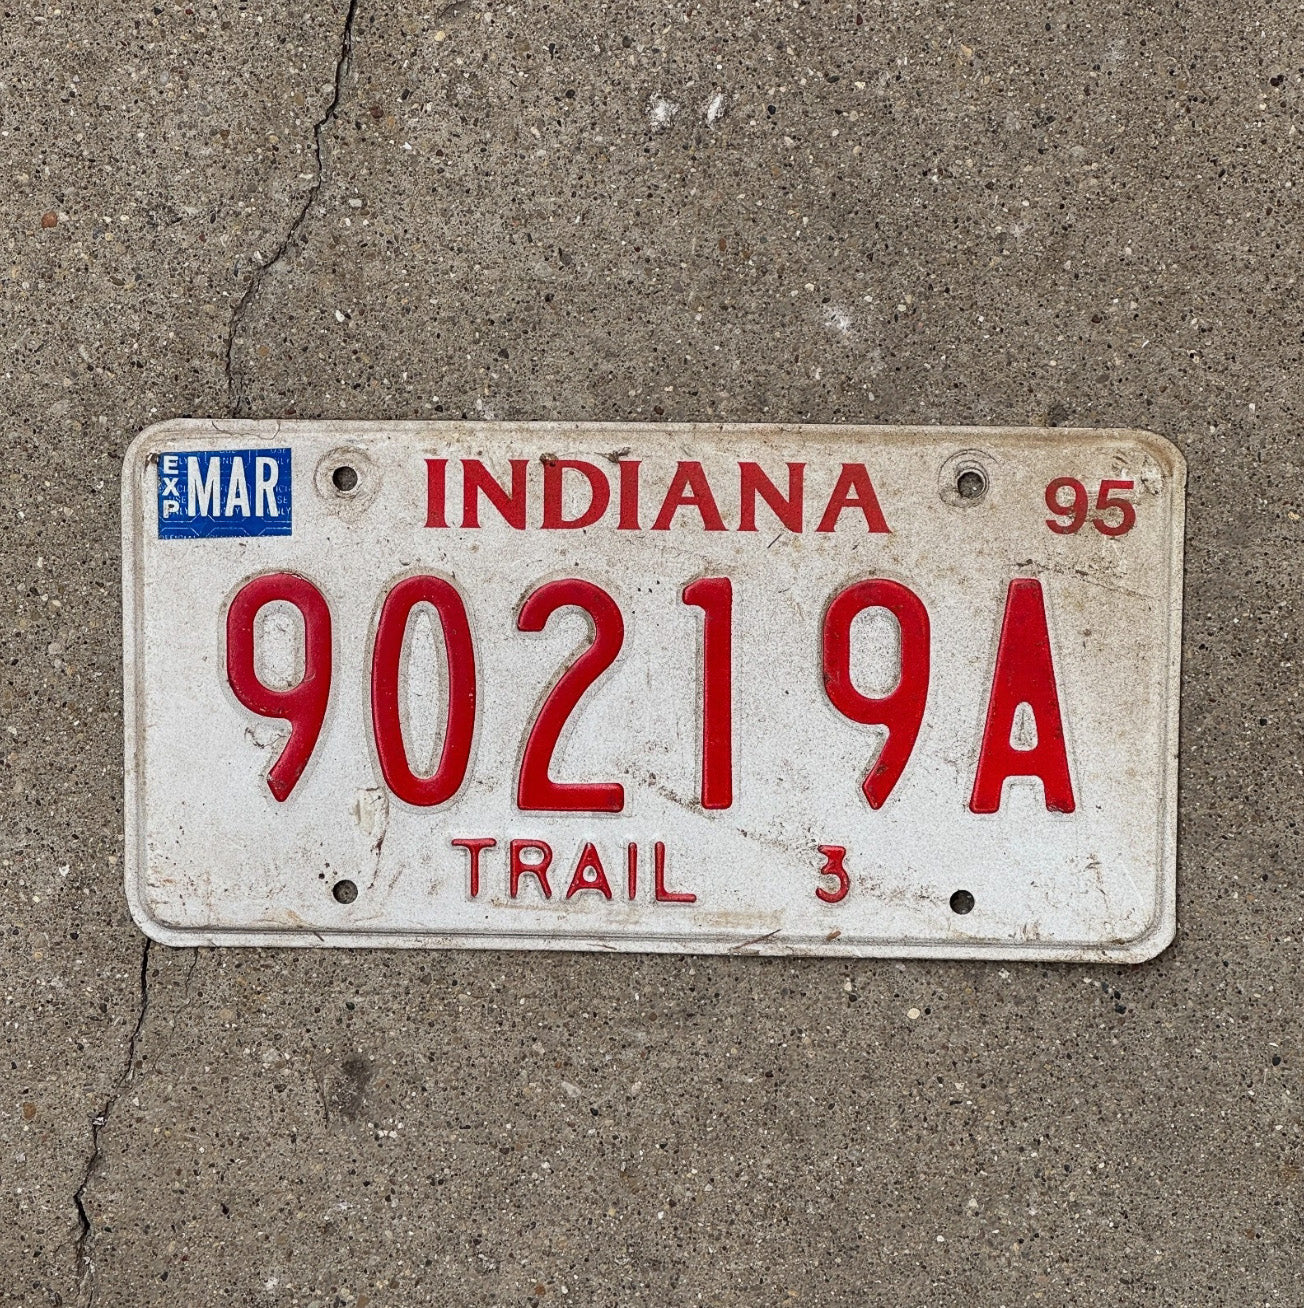 EXP MAR INDIANA 95
90219A
TRAIL 3